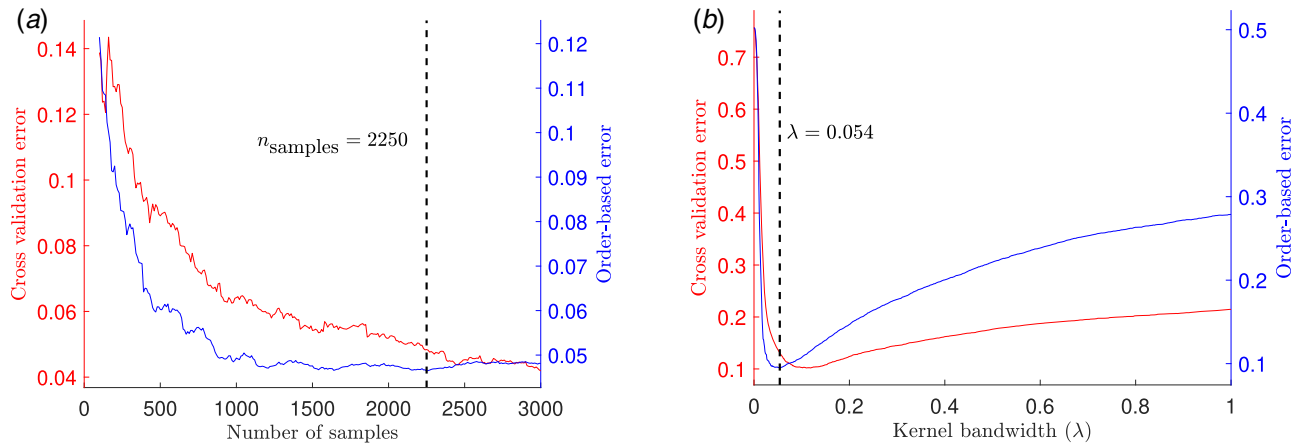 (a)
Cross validation error
0.14
0.12
0.1
0.08
0.06
0.04
n_samples = 2250
0.12
0.11
0.1
0.09
0.08
0.07
0.06
0.05
Order-based error
0 500 1000 1500 2000 2500 3000
Number of samples
(b)
Cross validation error
0.7
0.6
0.5
0.4
0.3
0.2
0.1
λ = 0.054
0.5
0.4
0.3
0.2
0.1
Order-based error
0 0.2 0.4 0.6 0.8 1
Kernel bandwidth (λ)